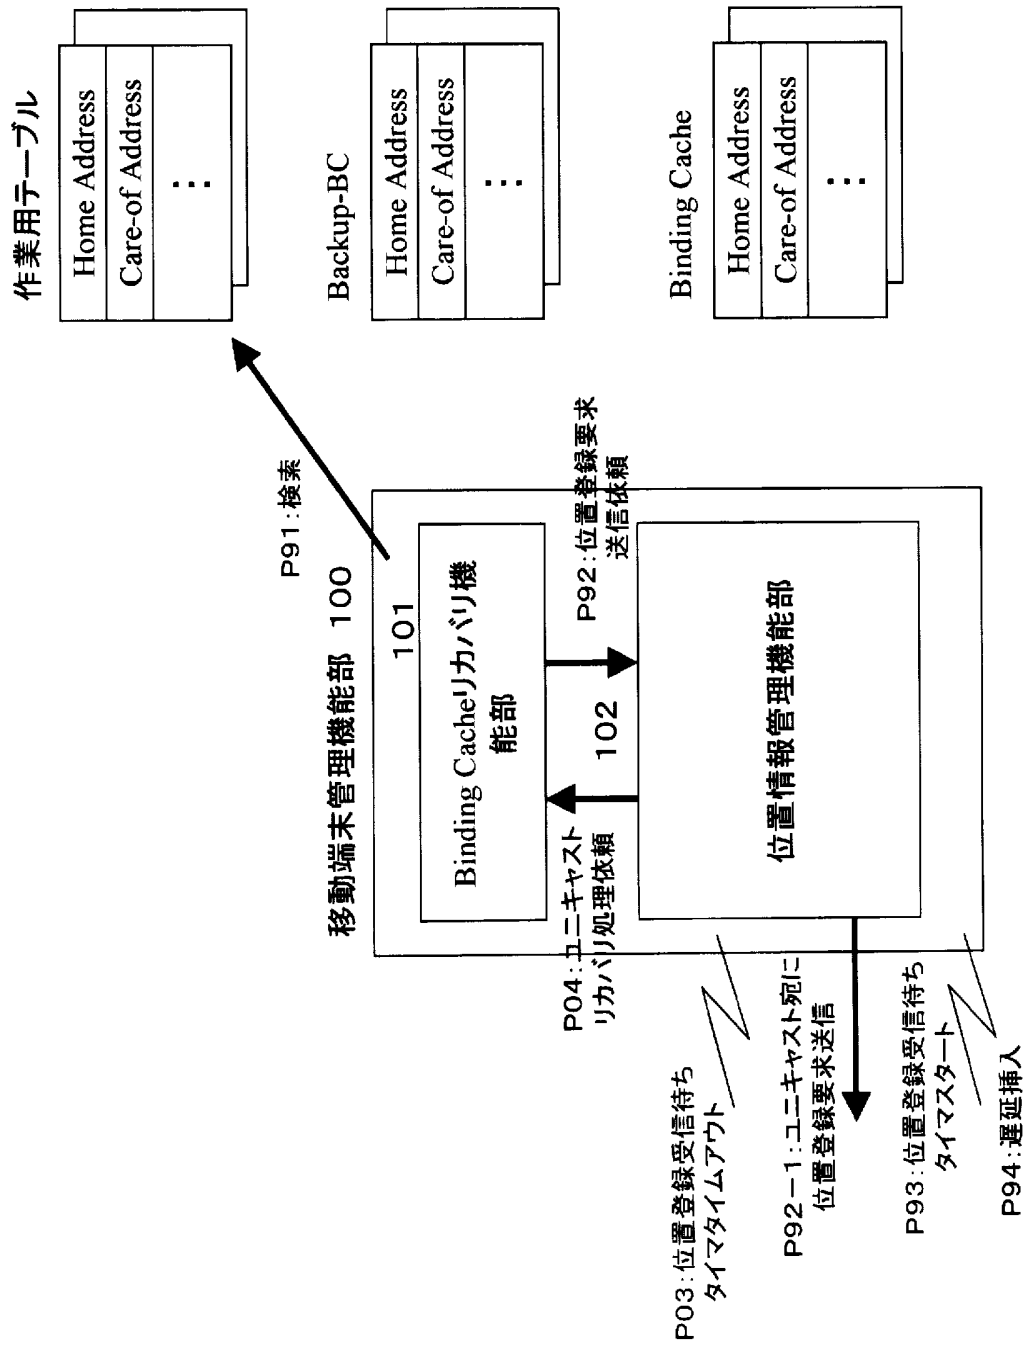 作業用テーブル
Home Address
Care-of Address
⋮
Backup-BC
Home Address
Care-of Address
⋮
Binding Cache
Home Address
Care-of Address
⋮
P91：検索
移動端末管理機能部 100
101
Binding Cacheリカバリ機
能部
P92：位置登録要求
送信依頼
102
P04：ユニキャスト
リカバリ処理依頼
位置情報管理機能部
P03：位置登録受信待ち
タイマタイムアウト
P92－1：ユニキャスト宛に
位置登録要求送信
P93：位置登録受信待ち
タイマスタート
P94：遅延挿入